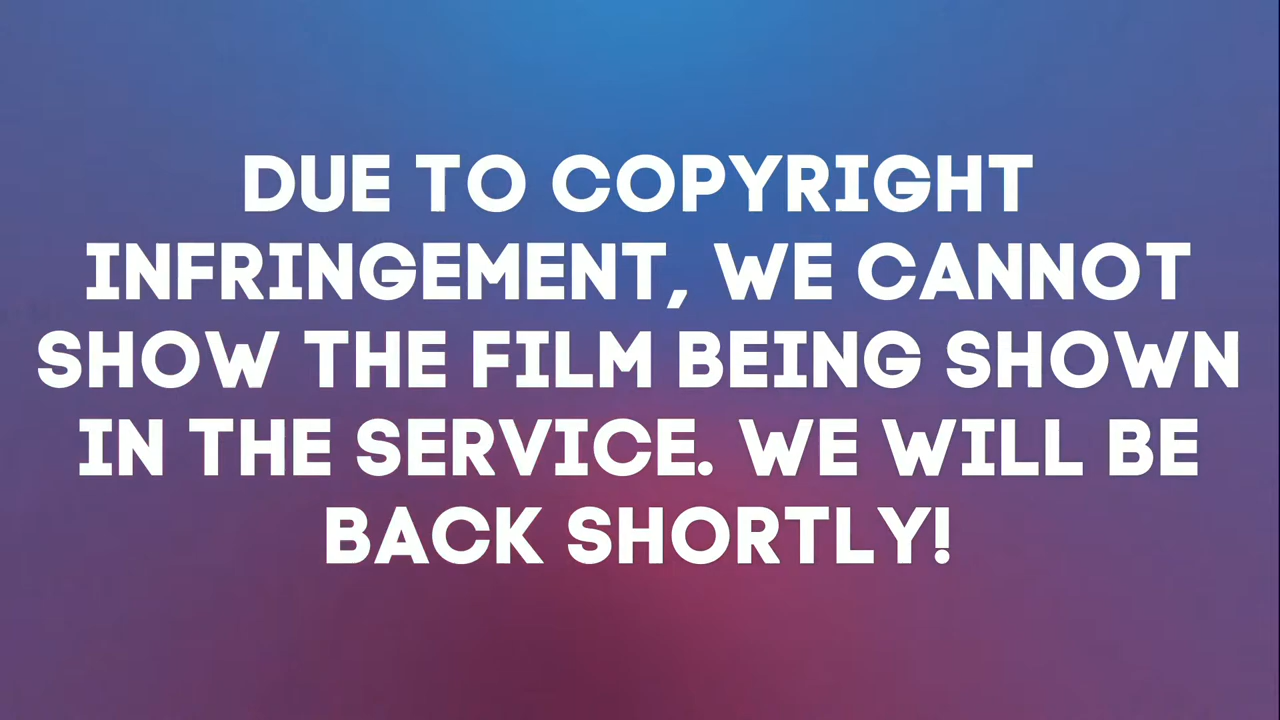 DUE TO COPYRIGHT
INFRINGEMENT, WE CANNOT
SHOW THE FILM BEING SHOWN
IN THE SERVICE. WE WILL BE
BACK SHORTLY!